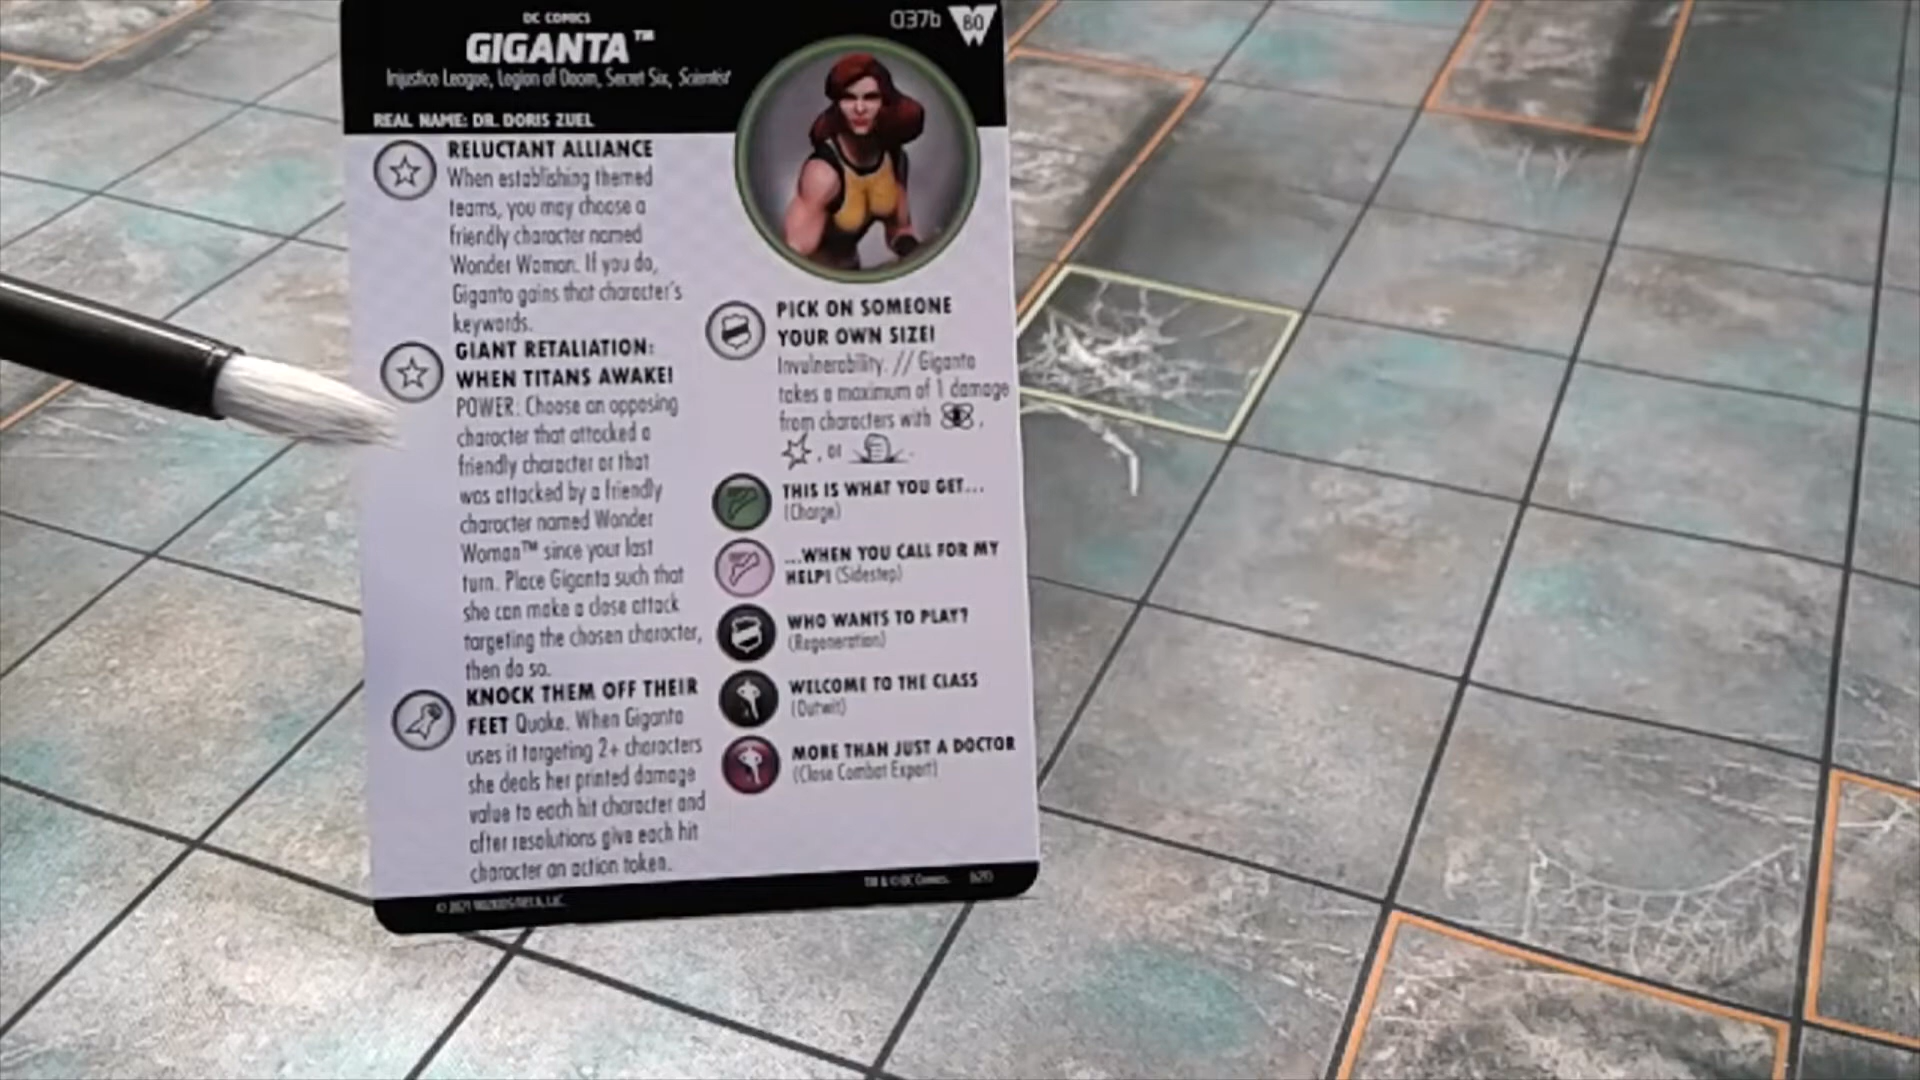 DC COMICS
037b
80
GIGANTA™
Injustice League, Legion of Doom, Secret Six, Scientist
REAL NAME: DR. DORIS ZUEL
RELUCTANT ALLIANCE
When establishing themed
teams, you may choose a
friendly character named
Wonder Woman. If you do,
Giganta gains that character's
keywords.
GIANT RETALIATION:
WHEN TITANS AWAKE!
POWER: Choose an opposing
character that attacked a
friendly character or that
was attacked by a friendly
character named Wonder
Woman™ since your last
turn. Place Giganta such that
she can make a close attack
targeting the chosen character,
then do so.
KNOCK THEM OFF THEIR
FEET Quake. When Giganta
uses it targeting 2+ characters
she deals her printed damage
value to each hit character and
after resolutions give each hit
character an action token.
PICK ON SOMEONE
YOUR OWN SIZE!
Invulnerability. // Giganta
takes a maximum of 1 damage
from characters with ,
, or .
THIS IS WHAT YOU GET...
(Charge)
...WHEN YOU CALL FOR MY
HELP! (Sidestep)
WHO WANTS TO PLAY?
(Regeneration)
WELCOME TO THE CLASS
(Outwit)
MORE THAN JUST A DOCTOR
(Close Combat Expert)
© 2021 WIZKIDS/NECA, LLC.
TM & © DC Comics.